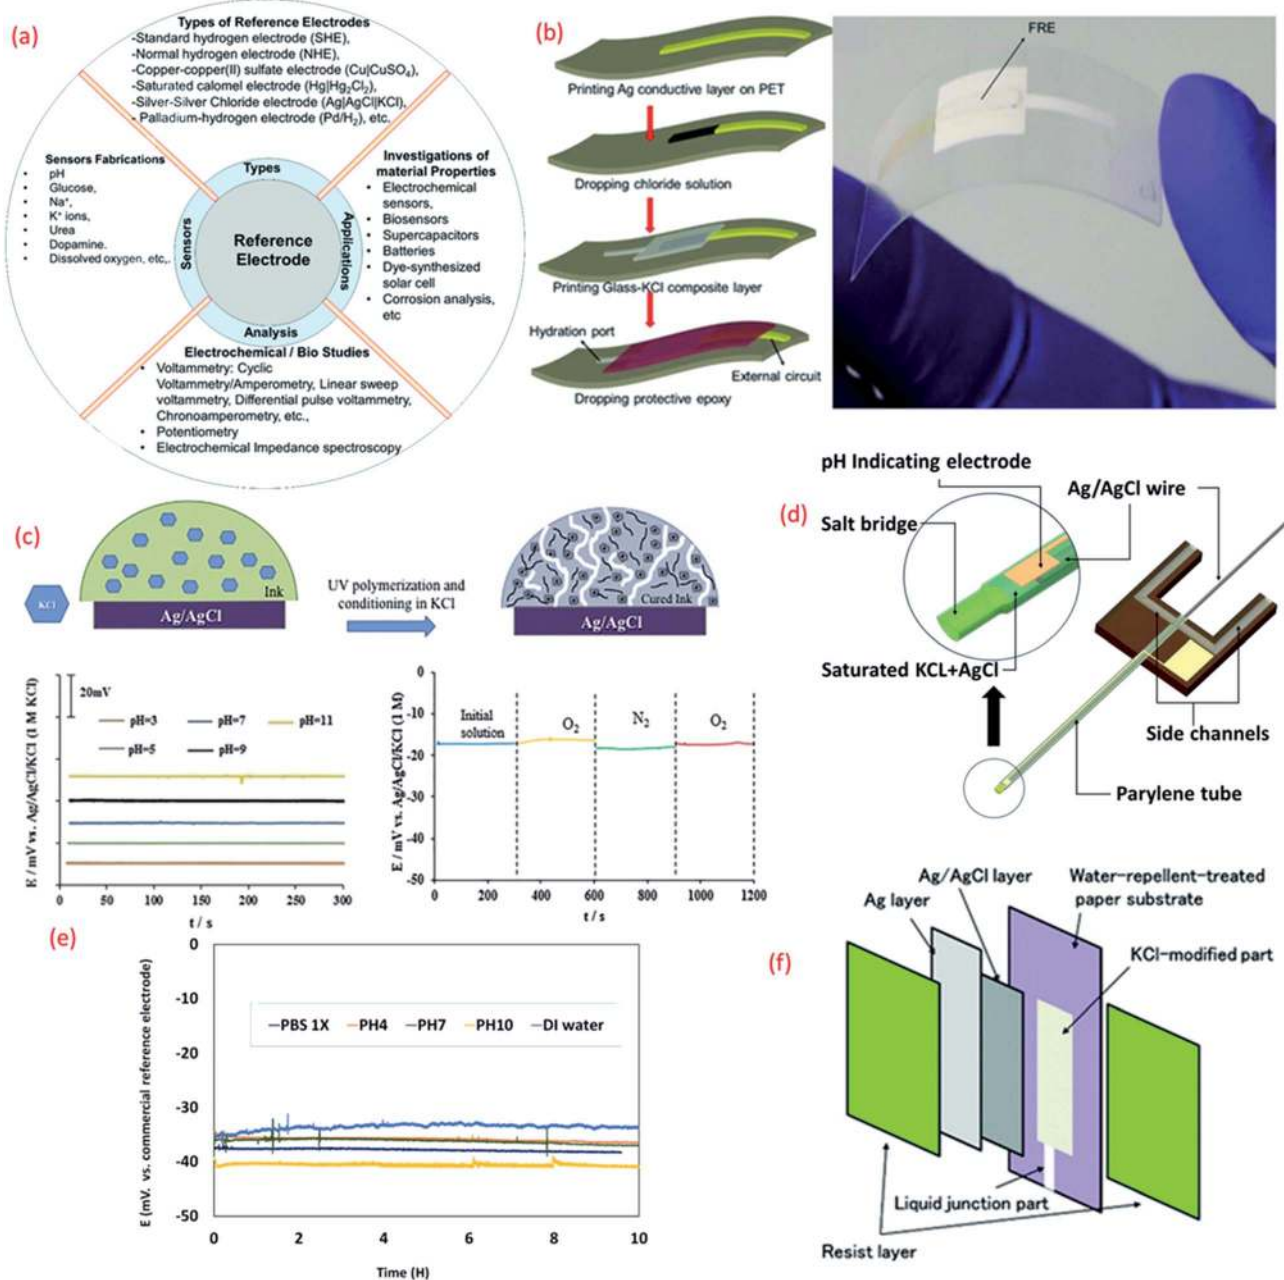 (a)
Types of Reference Electrodes
-Standard hydrogen electrode (SHE),
-Normal hydrogen electrode (NHE),
-Copper-copper(II) sulfate electrode (Cu|CuSO₄),
-Saturated calomel electrode (Hg|Hg₂Cl₂),
-Silver-Silver Chloride electrode (Ag|AgCl|KCl),
- Palladium-hydrogen electrode (Pd/H₂), etc.
Sensors Fabrications
• pH
• Glucose,
• Na⁺,
• K⁺ ions,
• Urea
• Dopamine.
• Dissolved oxygen, etc,.
Types
Sensors
Reference
Electrode
Applications
Analysis
Investigations of
material Properties
• Electrochemical
sensors,
• Biosensors
• Supercapacitors
• Batteries
• Dye-synthesized
solar cell
• Corrosion analysis,
etc
Electrochemical / Bio Studies
• Voltammetry: Cyclic
Voltammetry/Amperometry, Linear sweep
voltammetry, Differential pulse voltammetry,
Chronoamperometry, etc.,
• Potentiometry
• Electrochemical Impedance spectroscopy
(b)
Printing Ag conductive layer on PET
Dropping chloride solution
Printing Glass-KCl composite layer
Hydration port
External circuit
Dropping protective epoxy
FRE
(c)
KCl
Ink
Ag/AgCl
UV polymerization and
conditioning in KCl
Cured Ink
Ag/AgCl
E / mV vs. Ag/AgCl/KCl (1 M KCl)
20mV
pH=3 pH=7 pH=11
pH=5 pH=9
0 50 100 150 200 250 300
t / s
E / mV vs. Ag/AgCl/KCl (1 M)
-0
-10
-20
-30
-40
-50
Initial
solution
O₂
N₂
O₂
0 200 400 600 800 1000 1200
t / s
(d)
pH Indicating electrode
Ag/AgCl wire
Salt bridge
Saturated KCL+AgCl
Side channels
Parylene tube
(e)
E (mV. vs. commercial reference electrode)
0
-10
-20
-30
-40
-50
PBS 1X PH4 PH7 PH10 DI water
0 2 4 6 8 10
Time (H)
(f)
Ag/AgCl layer
Ag layer
Water-repellent-treated
paper substrate
KCl-modified part
Liquid junction part
Resist layer